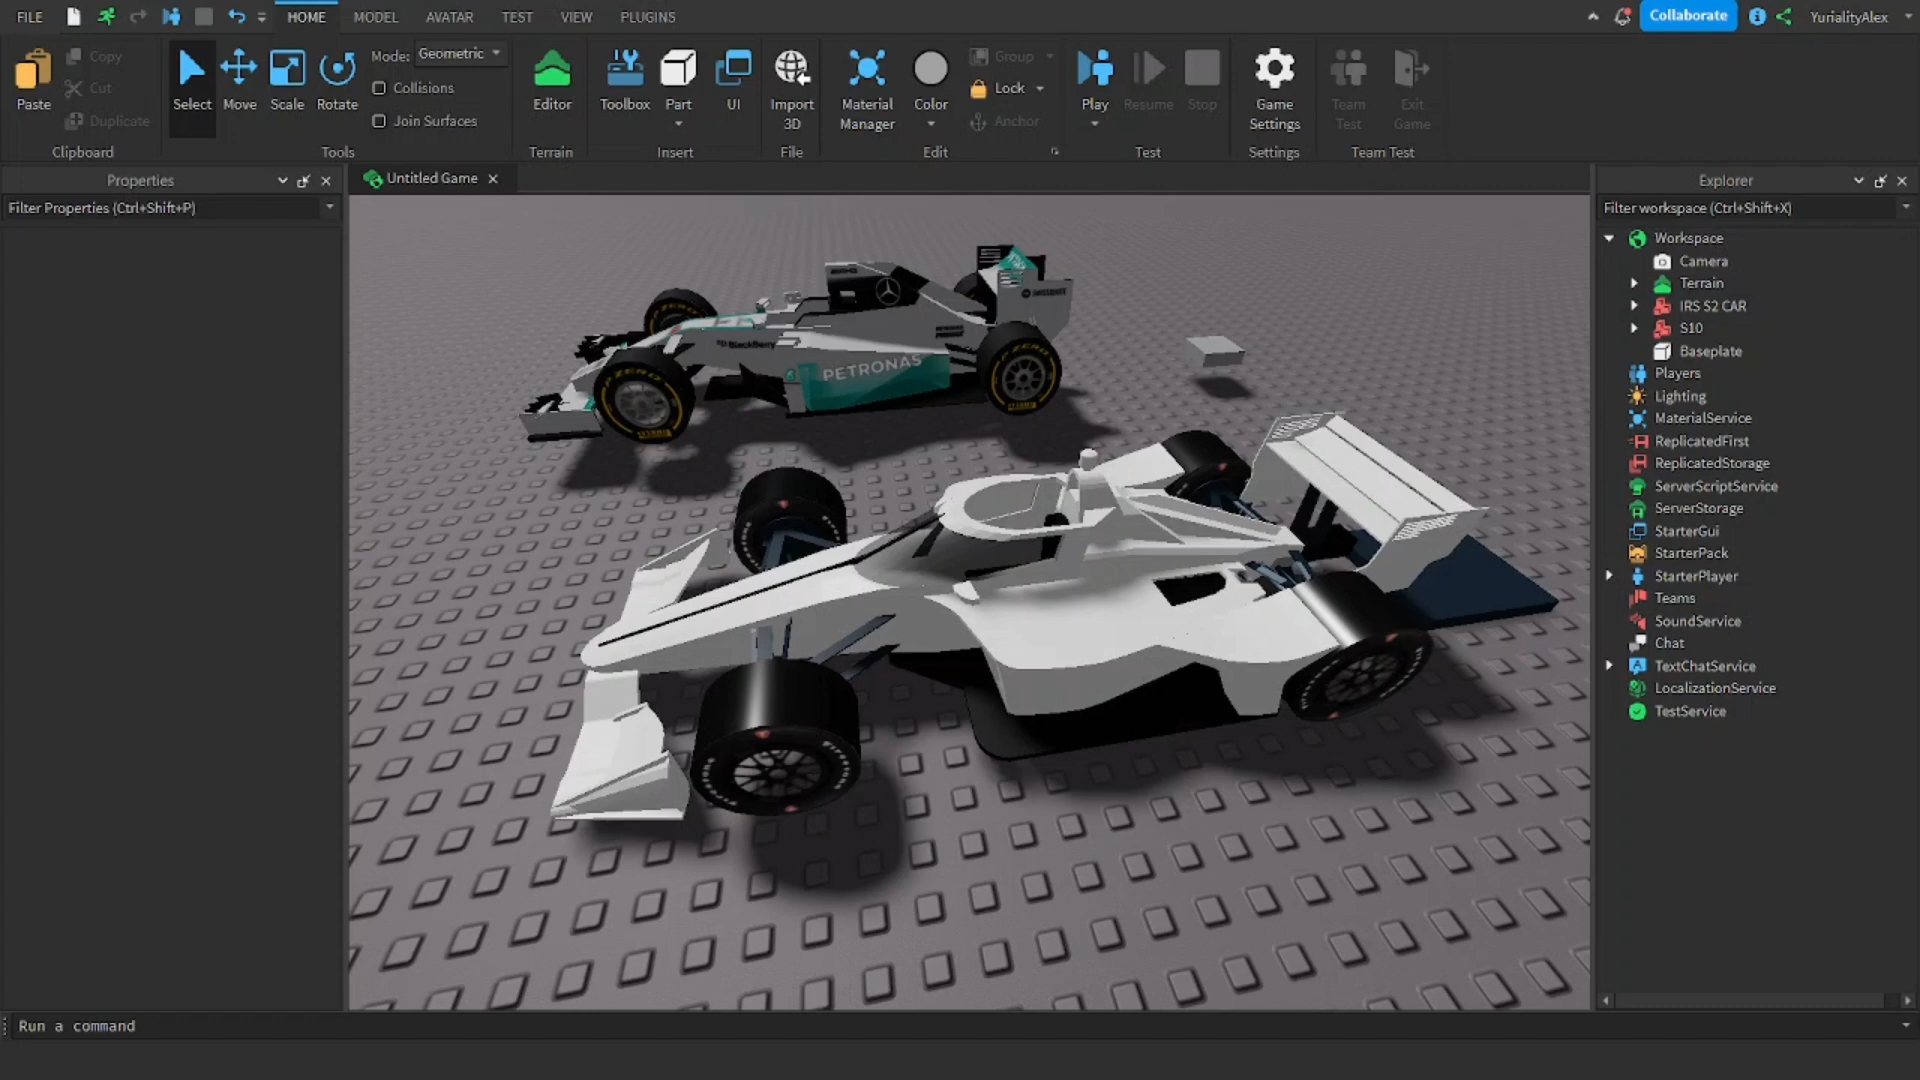 FILE HOME MODEL AVATAR TEST VIEW PLUGINS Collaborate YurialityAlex
Paste
Copy
Cut
Duplicate
Clipboard
Select Move Scale Rotate
Mode: Geometric
Collisions
Join Surfaces
Tools
Editor
Terrain
Toolbox Part UI
Insert
Import 3D
File
Material Manager
Color
Group
Lock
Anchor
Edit
Play Resume Stop
Test
Game Settings
Settings
Team Test
Exit Game
Team Test
Properties
Filter Properties (Ctrl+Shift+P)
Untitled Game
BlackBerry
PETRONAS
P ZERO
Explorer
Filter workspace (Ctrl+Shift+X)
Workspace
Camera
Terrain
IRS S2 CAR
S10
Baseplate
Players
Lighting
MaterialService
ReplicatedFirst
ReplicatedStorage
ServerScriptService
ServerStorage
StarterGui
StarterPack
StarterPlayer
Teams
SoundService
Chat
TextChatService
LocalizationService
TestService
Run a command